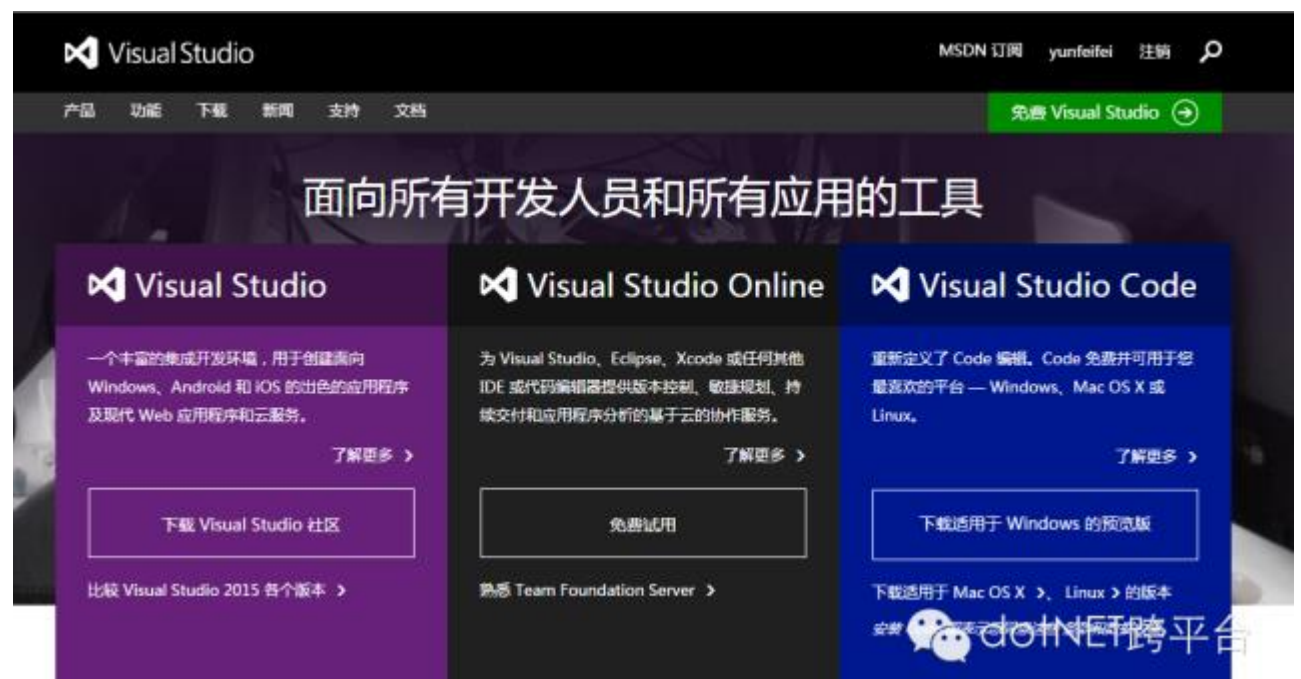 Visual Studio
MSDN 订阅 yunfeifei 注销
产品 功能 下载 新闻 支持 文档
免费 Visual Studio
面向所有开发人员和所有应用的工具
Visual Studio
一个丰富的集成开发环境，用于创建面向
Windows、Android 和 iOS 的出色的应用程序
及现代 Web 应用程序和云服务。
了解更多
下载 Visual Studio 社区
比较 Visual Studio 2015 各个版本
Visual Studio Online
为 Visual Studio、Eclipse、Xcode 或任何其他
IDE 或代码编辑器提供版本控制、敏捷规划、持
续交付和应用程序分析的基于云的协作服务。
了解更多
免费试用
熟悉 Team Foundation Server
Visual Studio Code
重新定义了 Code 编辑。Code 免费并可用于您
最喜欢的平台 — Windows、Mac OS X 或
Linux。
了解更多
下载适用于 Windows 的预览版
下载适用于 Mac OS X 、 Linux 的版本
安装
dotNET跨平台